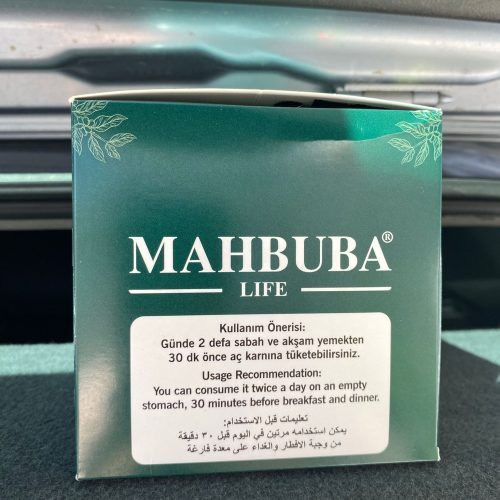 MAHBUBA®
LIFE
Kullanım Önerisi:
Günde 2 defa sabah ve akşam yemekten
30 dk önce aç karnına tüketebilirsiniz.
Usage Recommendation:
You can consume it twice a day on an empty
stomach, 30 minutes before breakfast and dinner.
تعليمات قبل الاستخدام:
يمكن استخدامه مرتين في اليوم قبل ٣٠ دقيقة
من وجبة الافطار والغداء على معدة فارغة